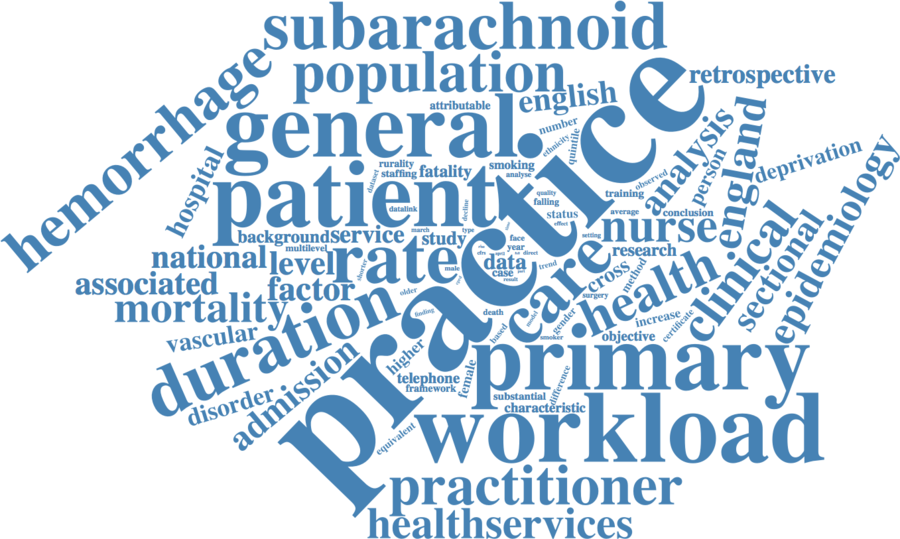 subarachnoid
hemorrhage
population
retrospective
attributable
english
general
number
ethnicity
quintile
analysis
england
person
deprivation
epidemiology
hospital
rurality
staffing
fatality
smoking
analyse
dataset
patient
datalink
decline
quality
falling
training
observed
practice
status
effect
average
conclusion
nurse
background
service
march
type
study
multilevel
setting
face
year
direct
national
level
rate
male
data
case
result
trend
care
cross
research
method
health
clinical
sectional
associated
factor
shorter
older
mortality
duration
finding
death
model
based
surgery
gender
increase
certificate
vascular
smoker
objective
higher
primary
admission
disorder
telephone
framework
female
difference
substantial
characteristic
equivalent
workload
practitioner
healthservices